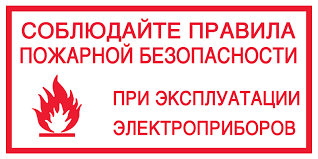 СОБЛЮДАЙТЕ ПРАВИЛА
ПОЖАРНОЙ БЕЗОПАСНОСТИ
ПРИ ЭКСПЛУАТАЦИИ
ЭЛЕКТРОПРИБОРОВ